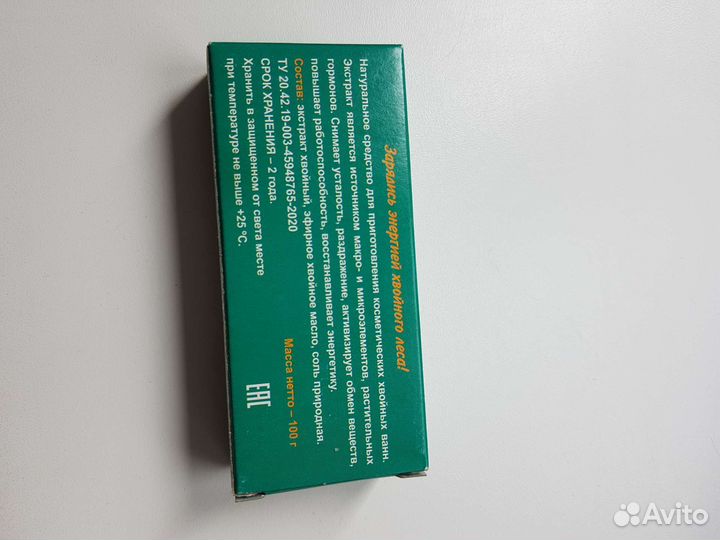 Зарядись энергией хвойного леса!
Натуральное средство для приготовления косметических хвойных ванн.
Экстракт является источником макро- и микроэлементов, растительных
гормонов. Снимает усталость, раздражение, активизирует обмен веществ,
повышает работоспособность, восстанавливает энергетику.
Состав: экстракт хвойный, эфирное хвойное масло, соль природная.
ТУ 20.42.19-003-45948765-2020
СРОК ХРАНЕНИЯ – 2 года.
Хранить в защищенном от света месте
при температуре не выше +25 °С.
Масса нетто – 100 г
EAC
Avito